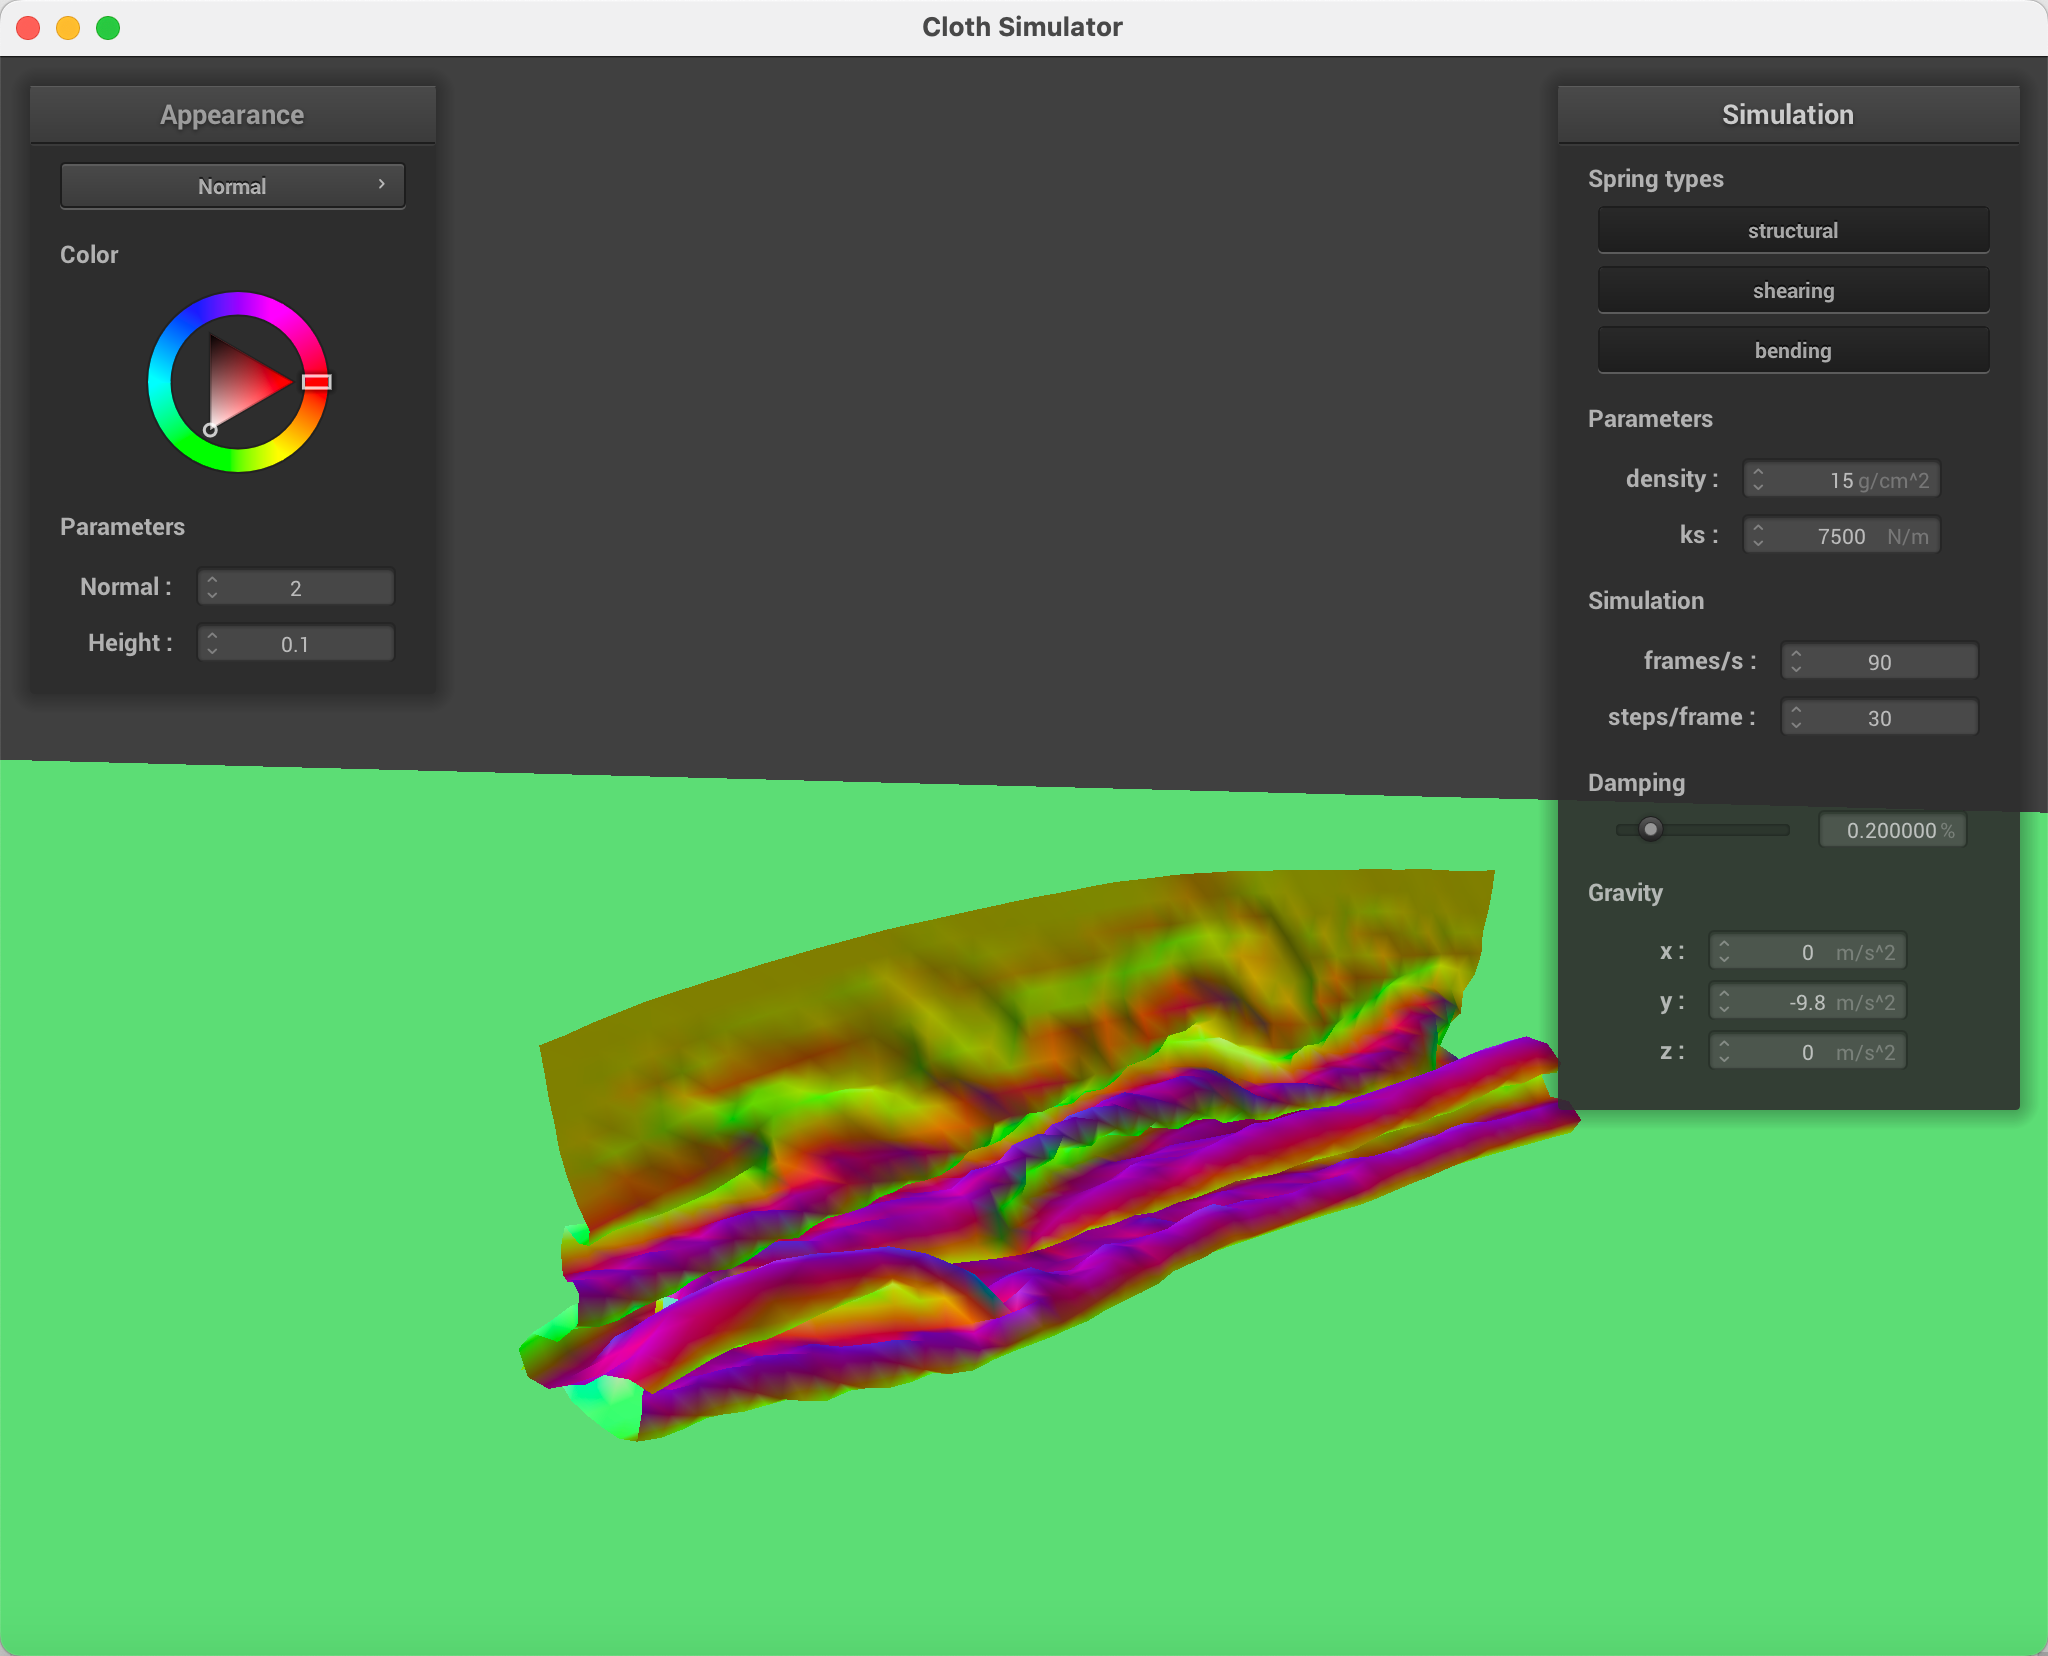 Cloth Simulator
Appearance
Normal
Color
Parameters
Normal : 2
Height : 0.1
Simulation
Spring types
structural
shearing
bending
Parameters
density : 15 g/cm^2
ks : 7500 N/m
Simulation
frames/s : 90
steps/frame : 30
Damping
0.200000 %
Gravity
x : 0 m/s^2
y : -9.8 m/s^2
z : 0 m/s^2